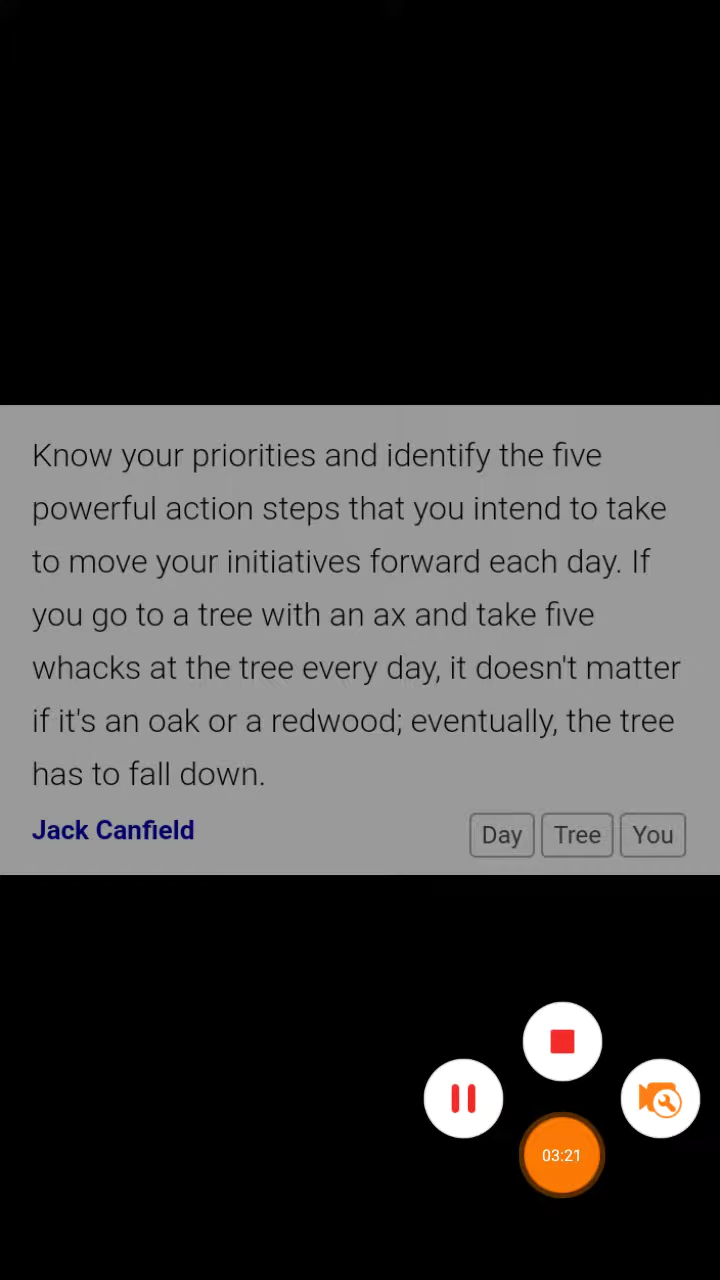 Know your priorities and identify the five
powerful action steps that you intend to take
to move your initiatives forward each day. If
you go to a tree with an ax and take five
whacks at the tree every day, it doesn't matter
if it's an oak or a redwood; eventually, the tree
has to fall down.
Jack Canfield
Day Tree You
03:21